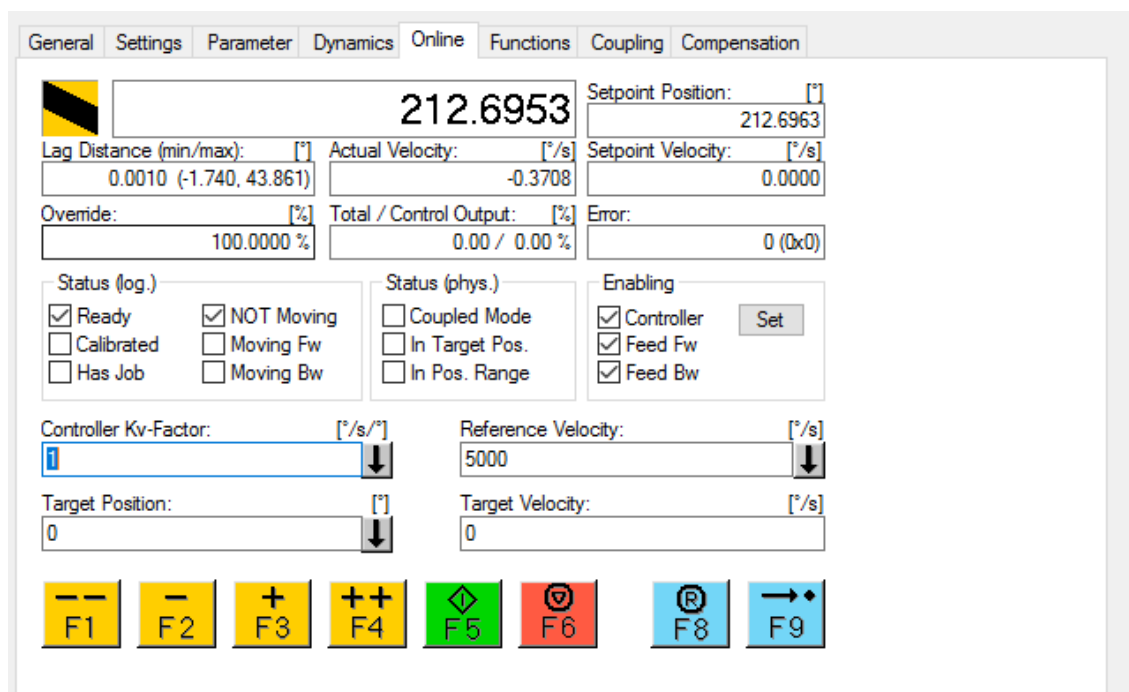 General Settings Parameter Dynamics Online Functions Coupling Compensation
212.6953
Setpoint Position: [°]
212.6963
Lag Distance (min/max): [°] Actual Velocity: [°/s] Setpoint Velocity: [°/s]
0.0010 (-1.740, 43.861) -0.3708 0.0000
Override: [%] Total / Control Output: [%] Error:
100.0000 % 0.00 / 0.00 % 0 (0x0)
Status (log.) Status (phys.) Enabling
Ready NOT Moving Coupled Mode Controller Set
Calibrated Moving Fw In Target Pos. Feed Fw
Has Job Moving Bw In Pos. Range Feed Bw
Controller Kv-Factor: [°/s/°] Reference Velocity: [°/s]
1 5000
Target Position: [°] Target Velocity: [°/s]
0 0
-- - + ++ R
F1 F2 F3 F4 F5 F6 F8 F9